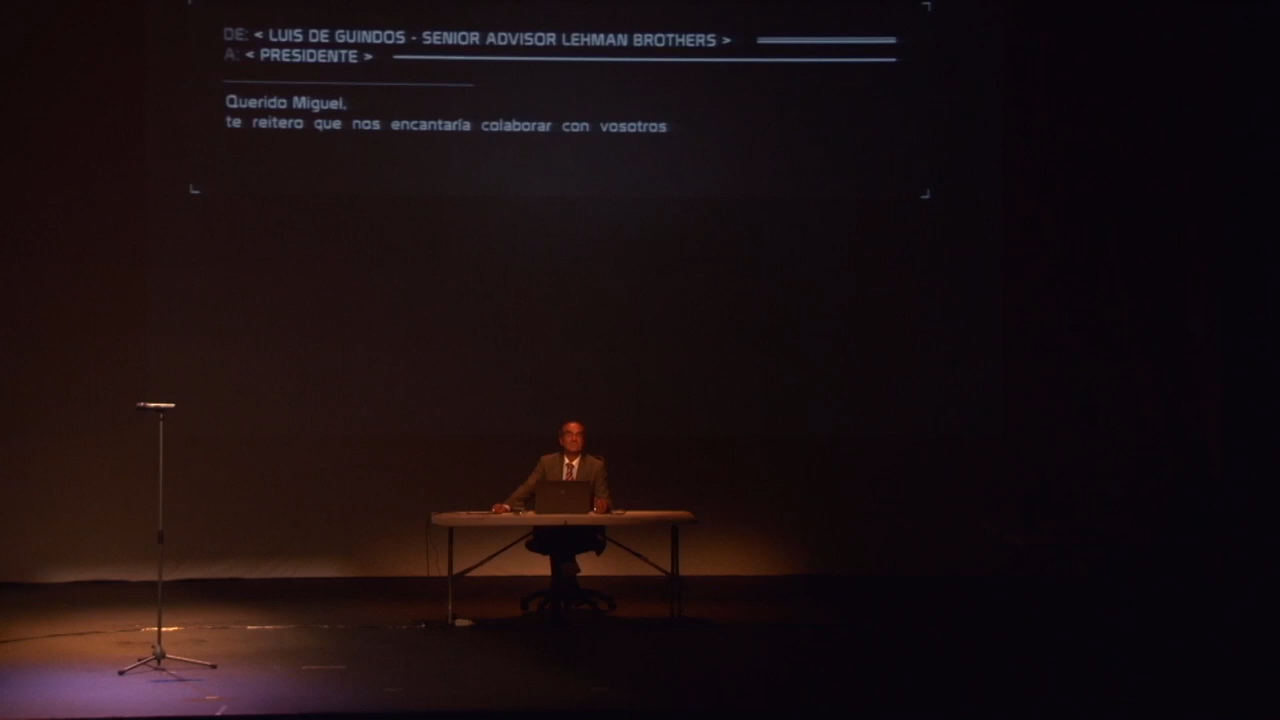 DE: < LUIS DE GUINDOS - SENIOR ADVISOR LEHMAN BROTHERS >
A: < PRESIDENTE >
Querido Miguel,
te reitero que nos encantaría colaborar con vosotros